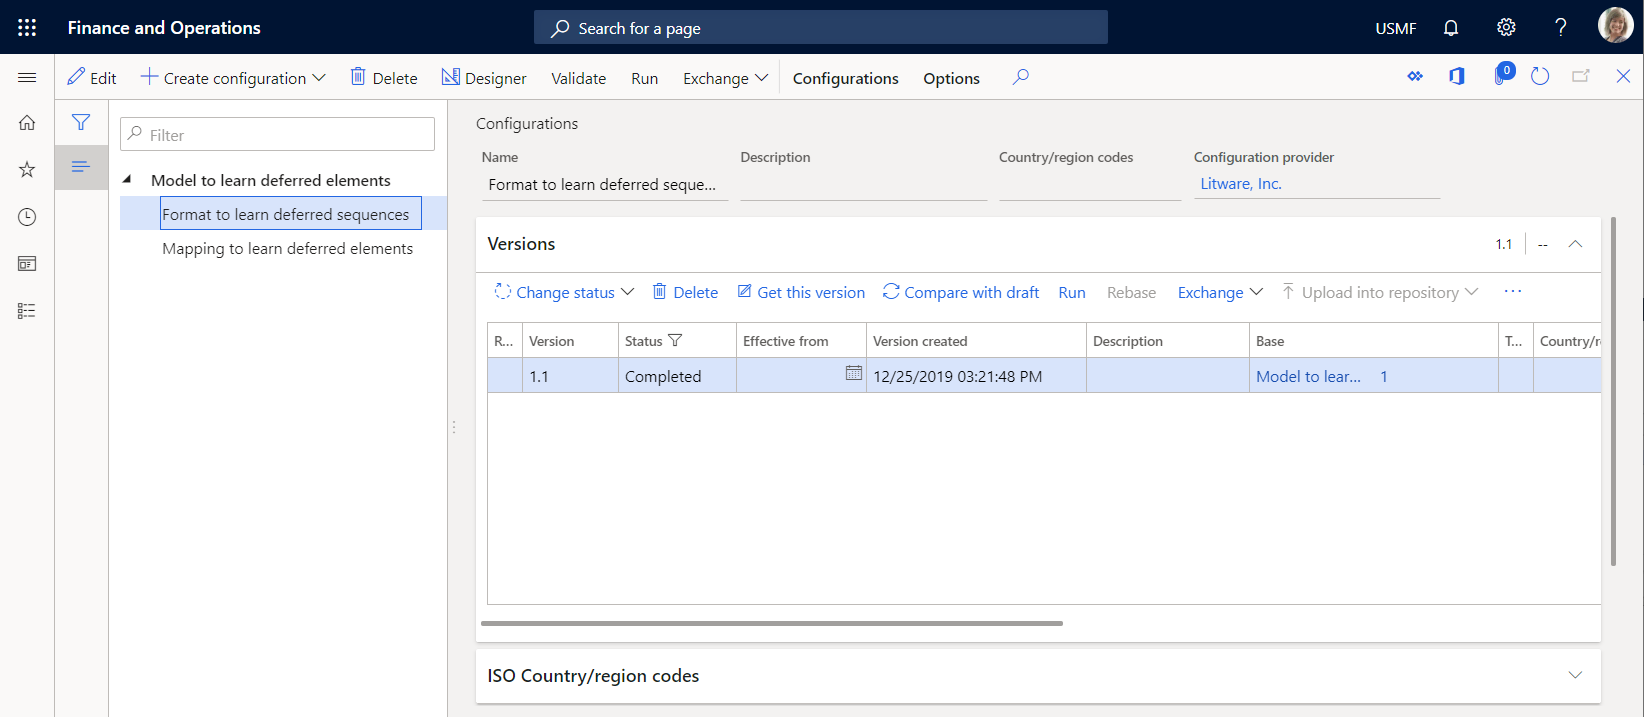 Finance and Operations
Search for a page
USMF
Edit
Create configuration
Delete
Designer
Validate
Run
Exchange
Configurations
Options
0
Filter
Model to learn deferred elements
Format to learn deferred sequences
Mapping to learn deferred elements
Configurations
Name
Description
Country/region codes
Configuration provider
Format to learn deferred seque...
Litware, Inc.
Versions
1.1
--
Change status
Delete
Get this version
Compare with draft
Run
Rebase
Exchange
Upload into repository
...
R...
Version
Status
Effective from
Version created
Description
Base
T...
Country/r
1.1
Completed
12/25/2019 03:21:48 PM
Model to lear...
1
ISO Country/region codes